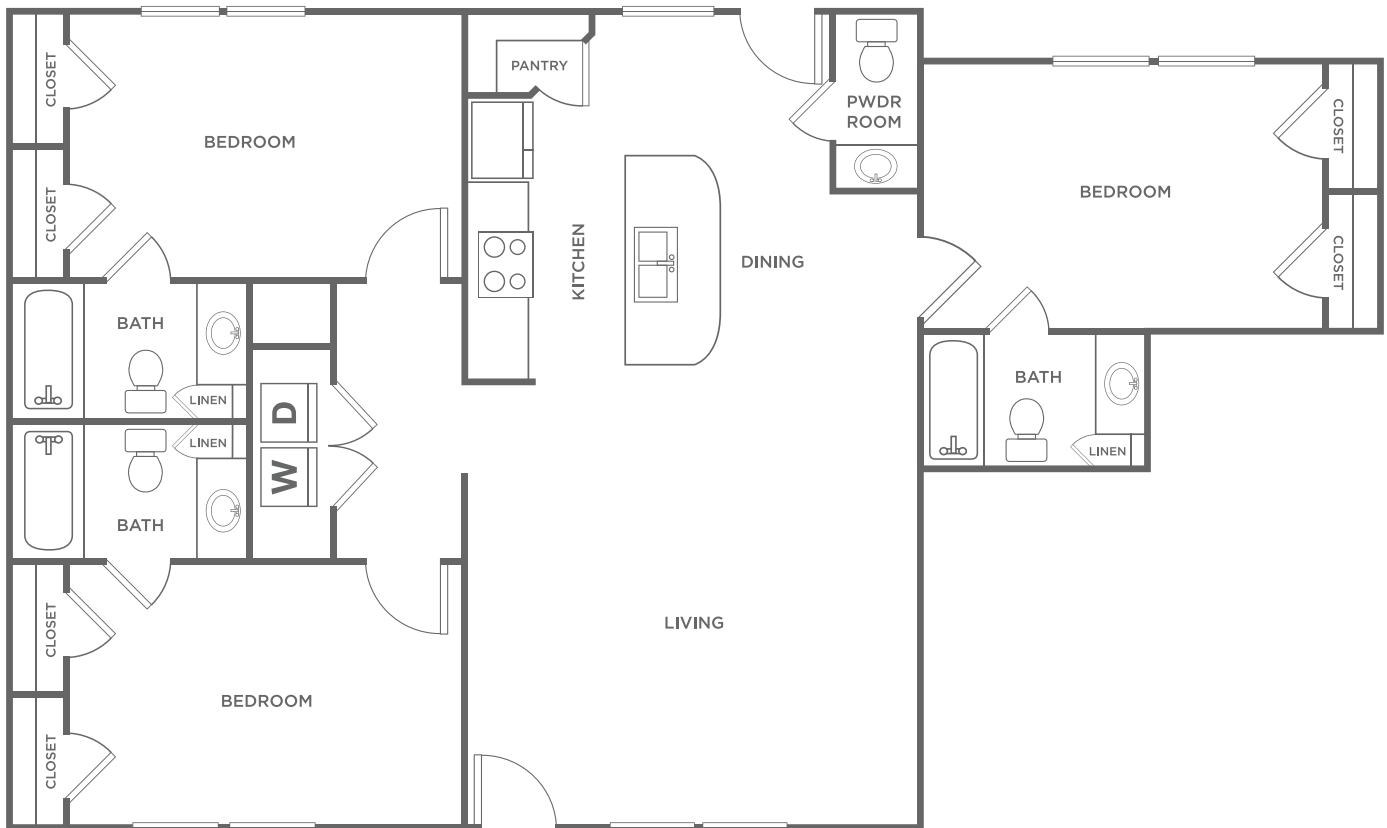 CLOSET
BEDROOM
CLOSET
PANTRY
PWDR
ROOM
KITCHEN
DINING
BEDROOM
CLOSET
CLOSET
BATH
LINEN
D
W
LINEN
BATH
BATH
LINEN
CLOSET
BEDROOM
CLOSET
LIVING